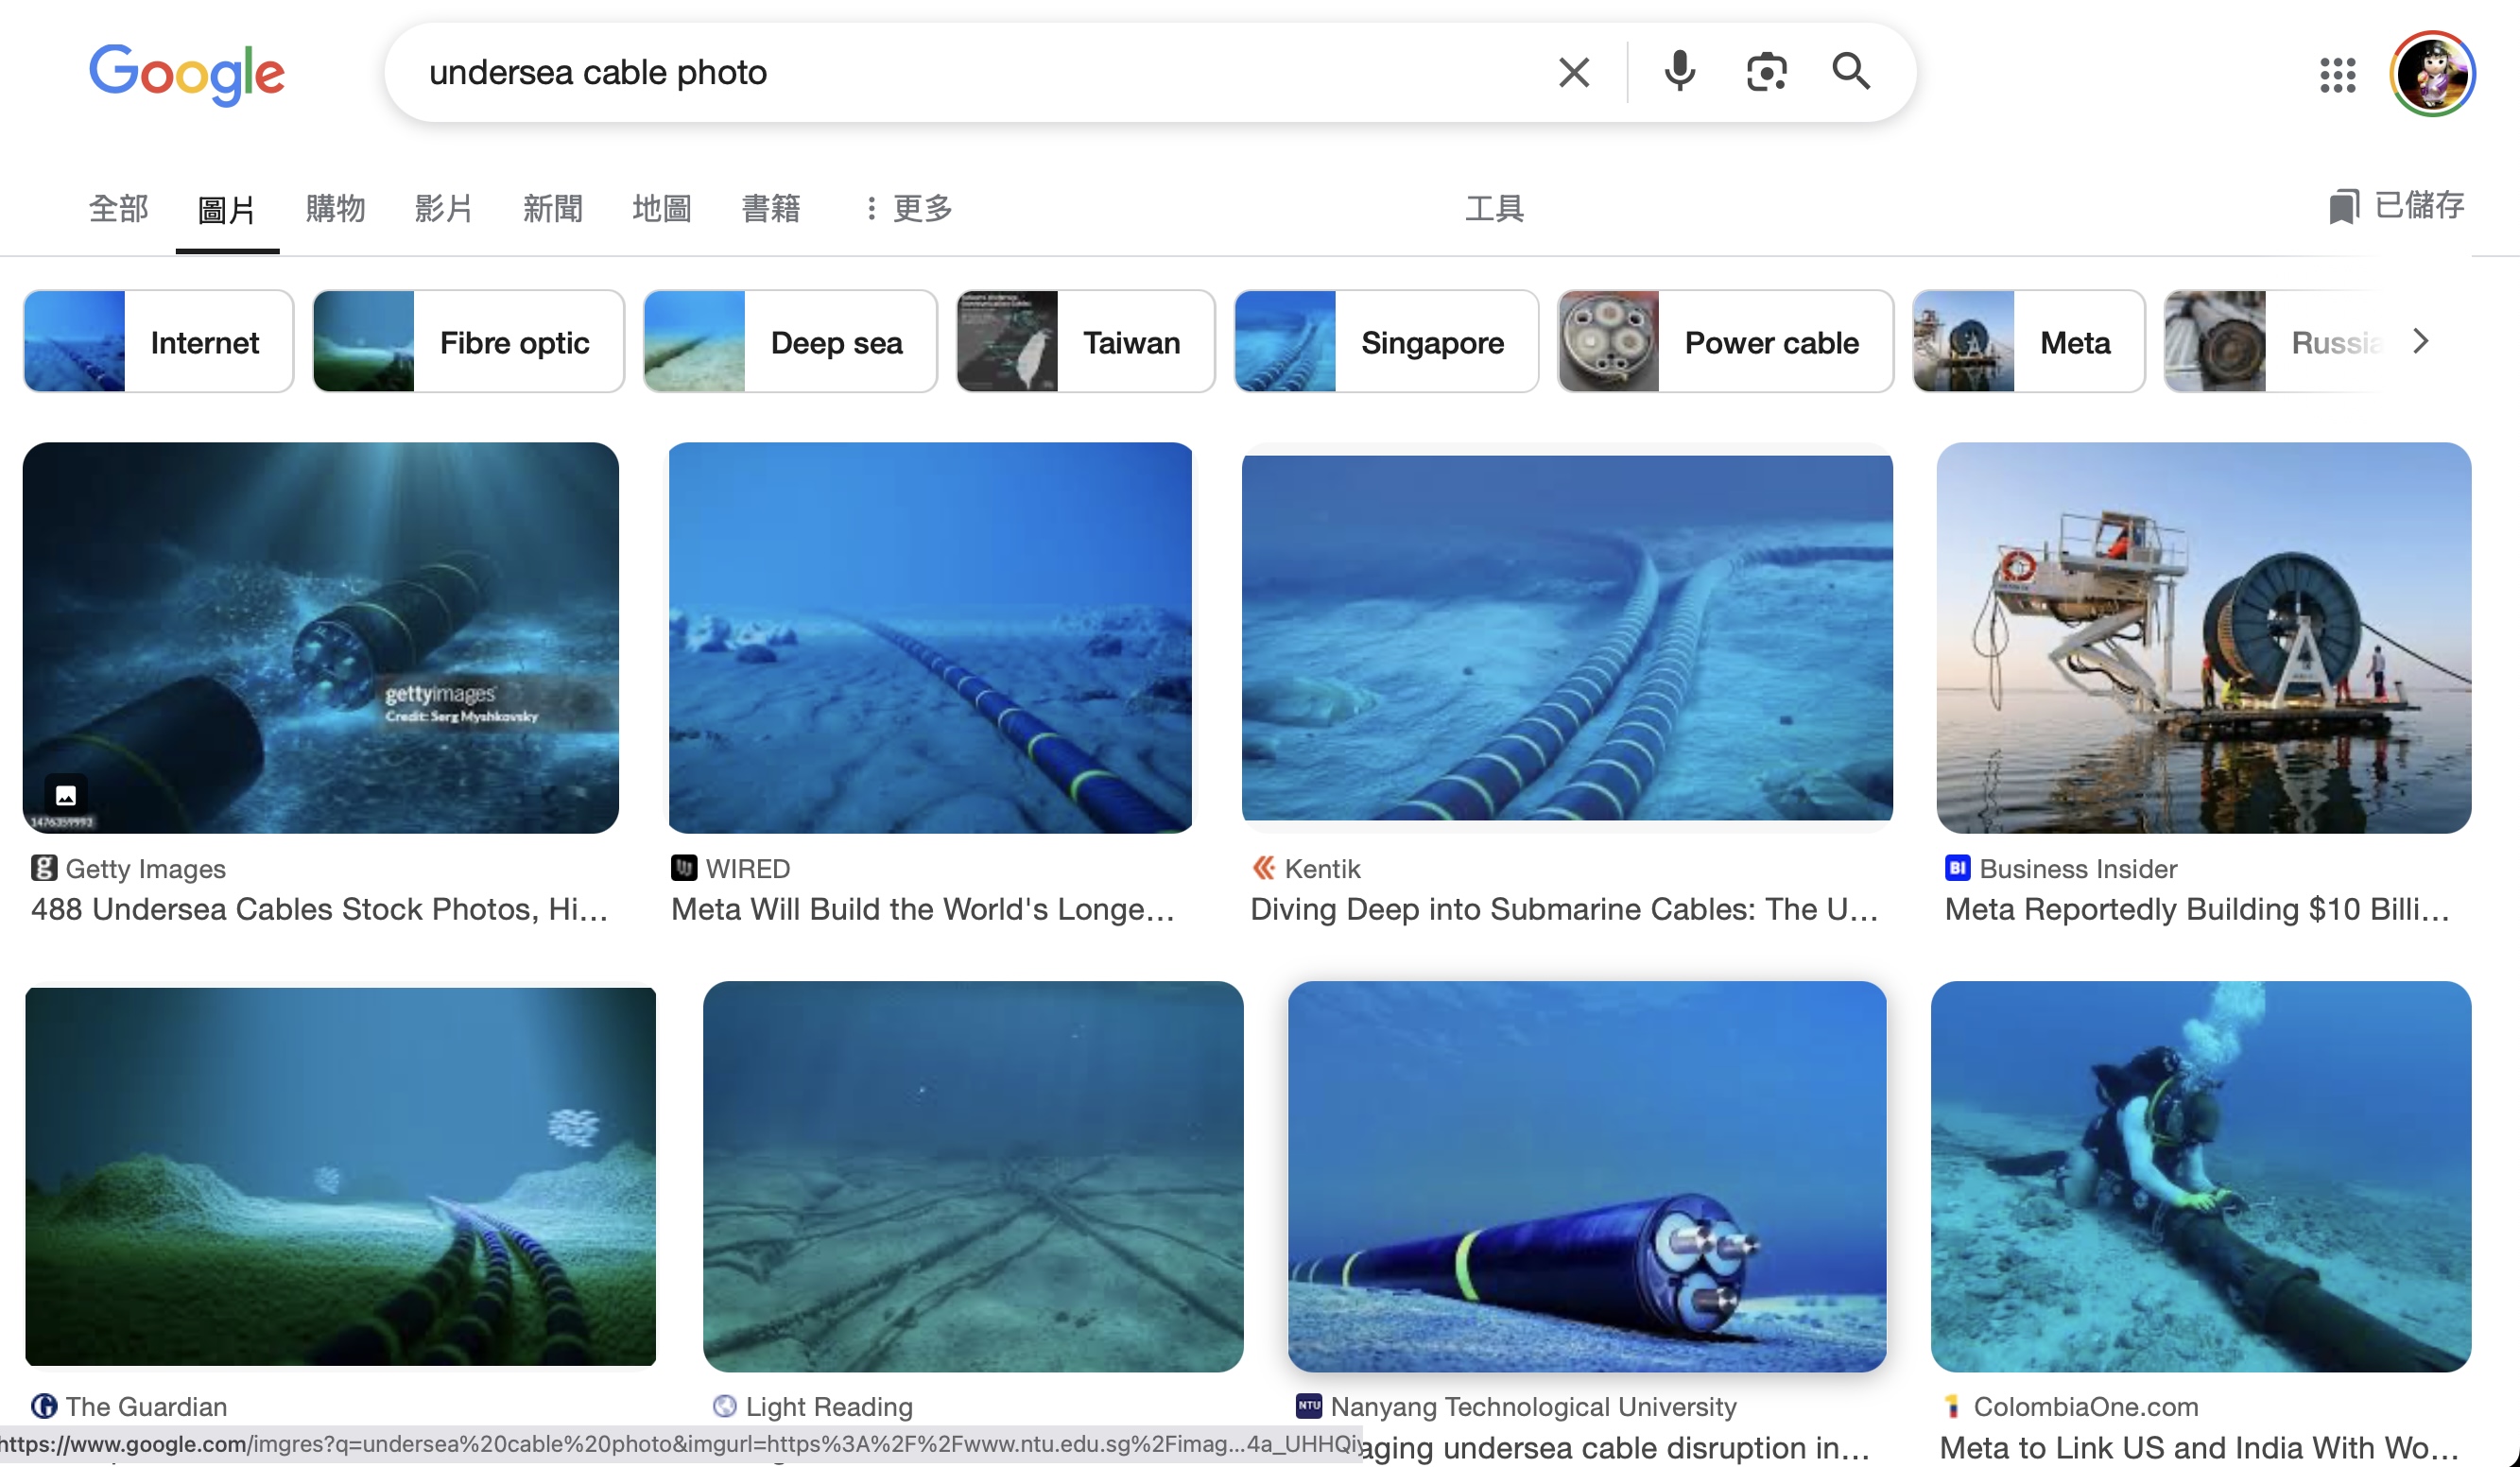 Google
undersea cable photo
全部 圖片 購物 影片 新聞 地圖 書籍 更多 工具 已儲存
Internet Fibre optic Deep sea Taiwan Singapore Power cable Meta Russia
gettyimages
Credit: Serg Myshkovsky
1476359993
Getty Images
488 Undersea Cables Stock Photos, Hi...
WIRED
Meta Will Build the World's Longe...
Kentik
Diving Deep into Submarine Cables: The U...
BI Business Insider
Meta Reportedly Building $10 Billi...
The Guardian
Light Reading
NTU Nanyang Technological University
aging undersea cable disruption in...
ColombiaOne.com
Meta to Link US and India With Wo...
https://www.google.com/imgres?q=undersea%20cable%20photo&imgurl=https%3A%2F%2Fwww.ntu.edu.sg%2Fimag...4a_UHHQi